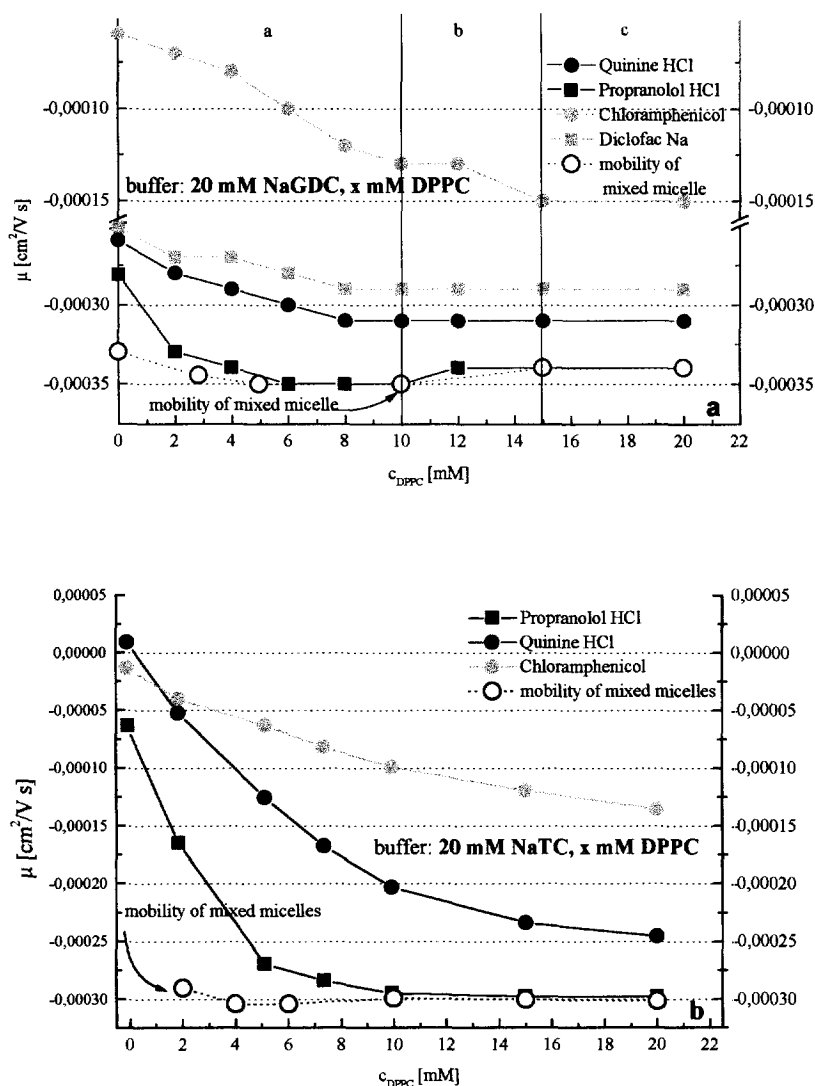 a b c
Quinine HCl
Propranolol HCl
Chloramphenicol
Diclofac Na
mobility of
mixed micelle
-0,00010 -0,00010
buffer: 20 mM NaGDC, x mM DPPC
-0,00015 -0,00015
μ [cm²/V s]
-0,00030 -0,00030
-0,00035 -0,00035
mobility of mixed micelle
a
0 2 4 6 8 10 12 14 16 18 20 22
c_DPPC [mM]
0,00005 0,00005
Propranolol HCl
Quinine HCl
0,00000 0,00000
Chloramphenicol
mobility of mixed micelles
-0,00005 -0,00005
-0,00010 -0,00010
μ [cm²/V s]
-0,00015 -0,00015
buffer: 20 mM NaTC, x mM DPPC
-0,00020 -0,00020
mobility of mixed micelles
-0,00025 -0,00025
-0,00030 -0,00030
b
0 2 4 6 8 10 12 14 16 18 20 22
c_DPPC [mM]